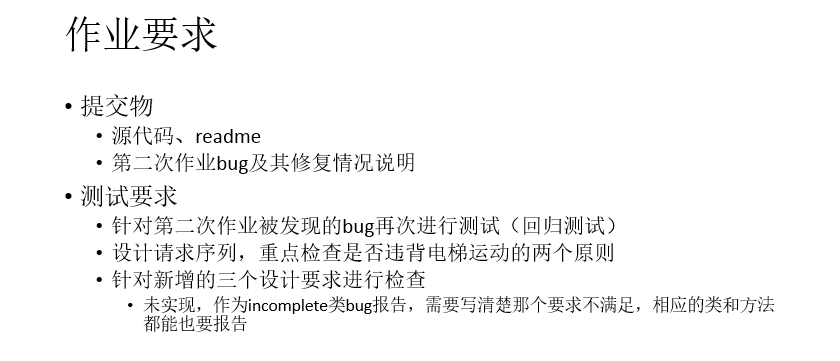 作业要求
• 提交物
• 源代码、readme
• 第二次作业bug及其修复情况说明
• 测试要求
• 针对第二次作业被发现的bug再次进行测试（回归测试）
• 设计请求序列，重点检查是否违背电梯运动的两个原则
• 针对新增的三个设计要求进行检查
• 未实现，作为incomplete类bug报告，需要写清楚那个要求不满足，相应的类和方法
都能也要报告